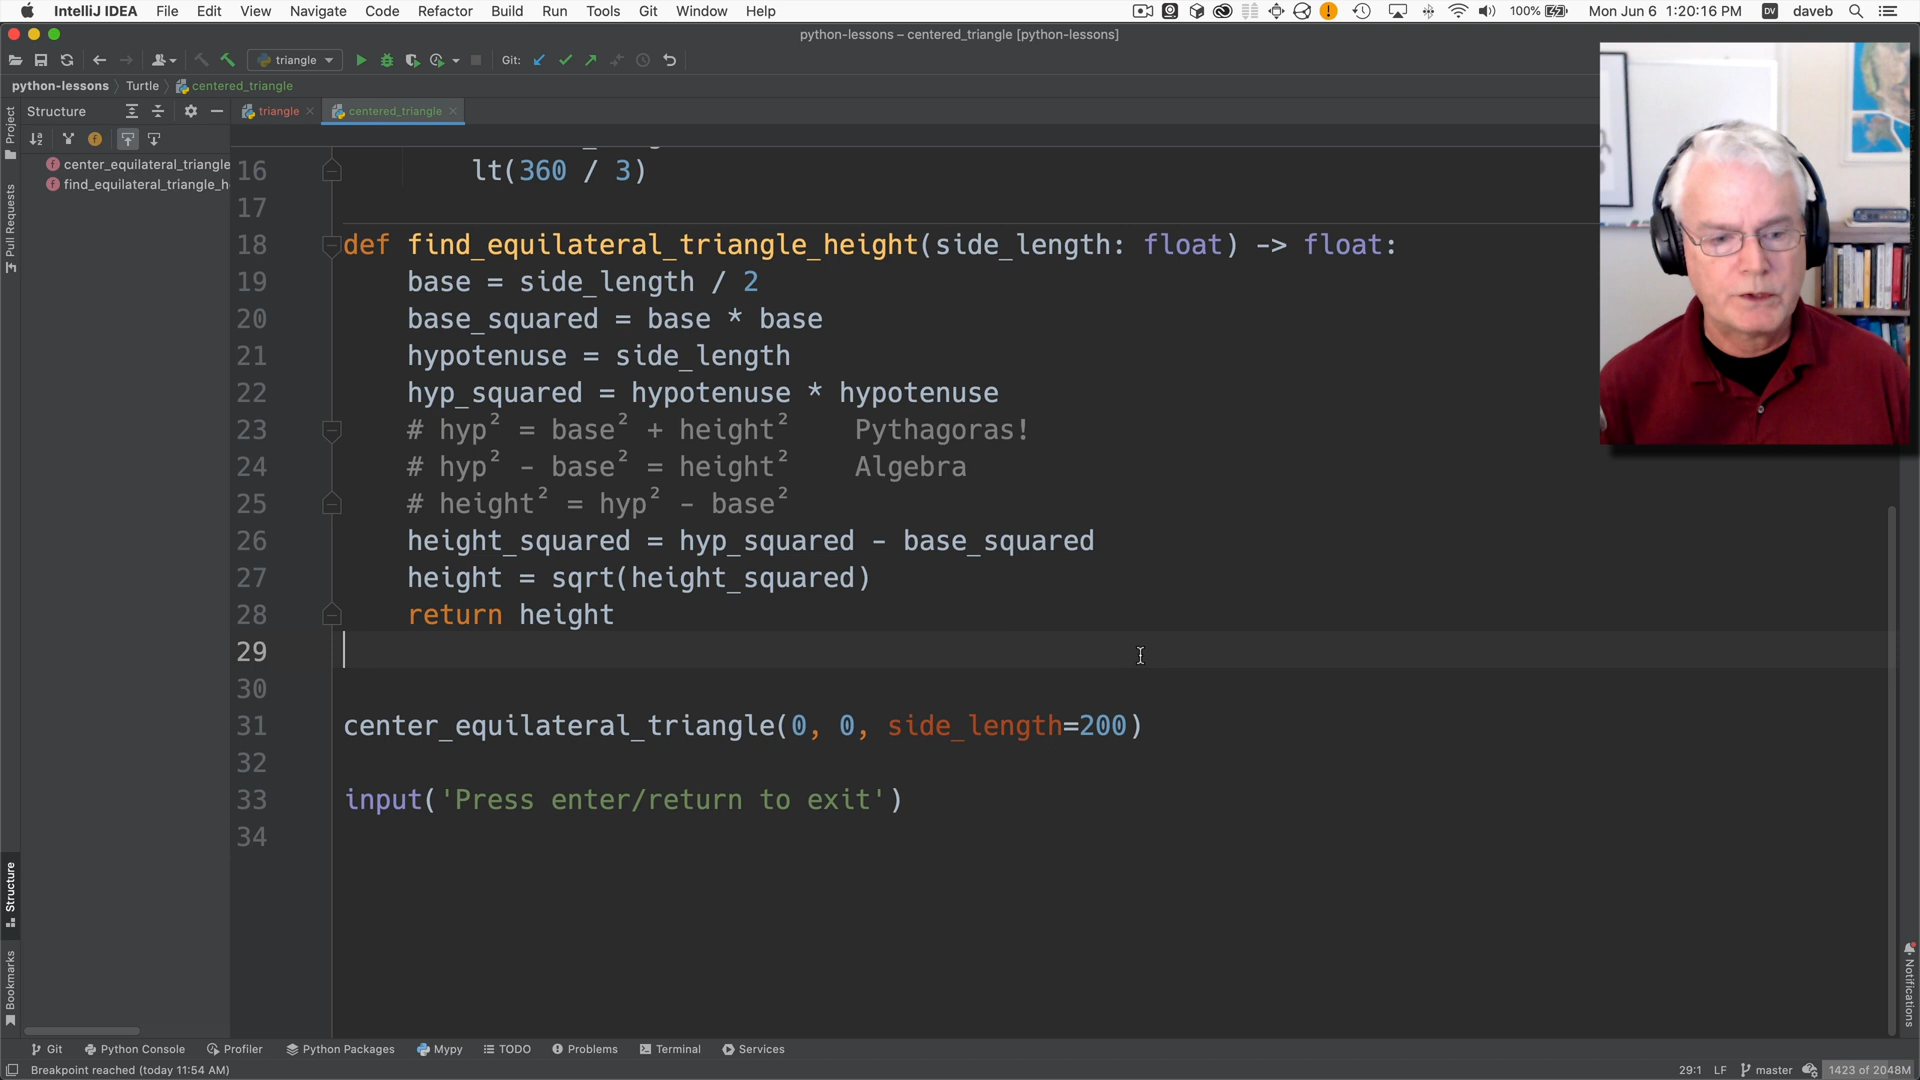 IntelliJ IDEA File Edit View Navigate Code Refactor Build Run Tools Git Window Help 100% Mon Jun 6 1:20:16 PM DV daveb
python-lessons – centered_triangle [python-lessons]
triangle Git:
python-lessons Turtle centered_triangle
Structure
triangle
centered_triangle
Project
Pull Requests
center_equilateral_triangle
find_equilateral_triangle_h
16 lt(360 / 3)
17
18 def find_equilateral_triangle_height(side_length: float) -> float:
19 base = side_length / 2
20 base_squared = base * base
21 hypotenuse = side_length
22 hyp_squared = hypotenuse * hypotenuse
23 # hyp² = base² + height² Pythagoras!
24 # hyp² - base² = height² Algebra
25 # height² = hyp² - base²
26 height_squared = hyp_squared - base_squared
27 height = sqrt(height_squared)
28 return height
29
30
31 center_equilateral_triangle(0, 0, side_length=200)
32
33 input('Press enter/return to exit')
34
Structure
Bookmarks
Notifications
Git Python Console Profiler Python Packages Mypy TODO Problems Terminal Services
Breakpoint reached (today 11:54 AM) 29:1 LF master 1423 of 2048M